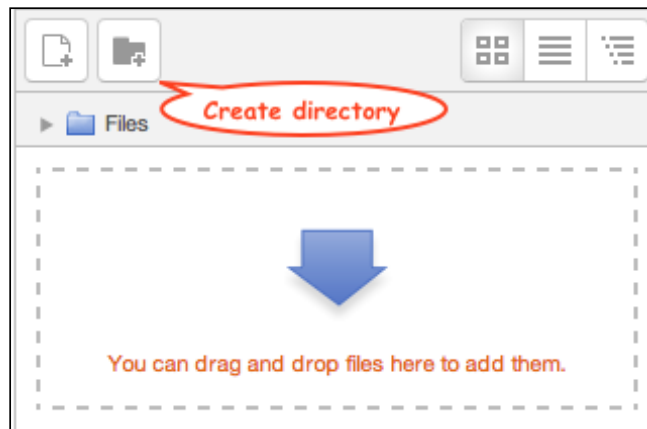 Create directory
Files
You can drag and drop files here to add them.